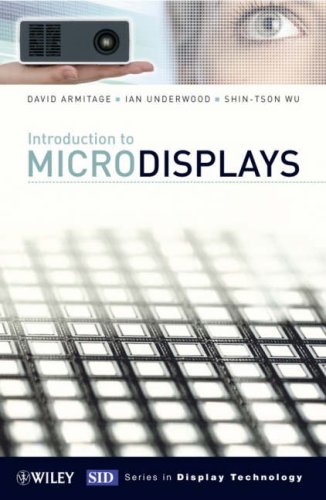 DAVID ARMITAGE ■ IAN UNDERWOOD ■ SHIN-TSON WU
Introduction to
MICRODISPLAYS
WILEY
SID Series in Display Technology